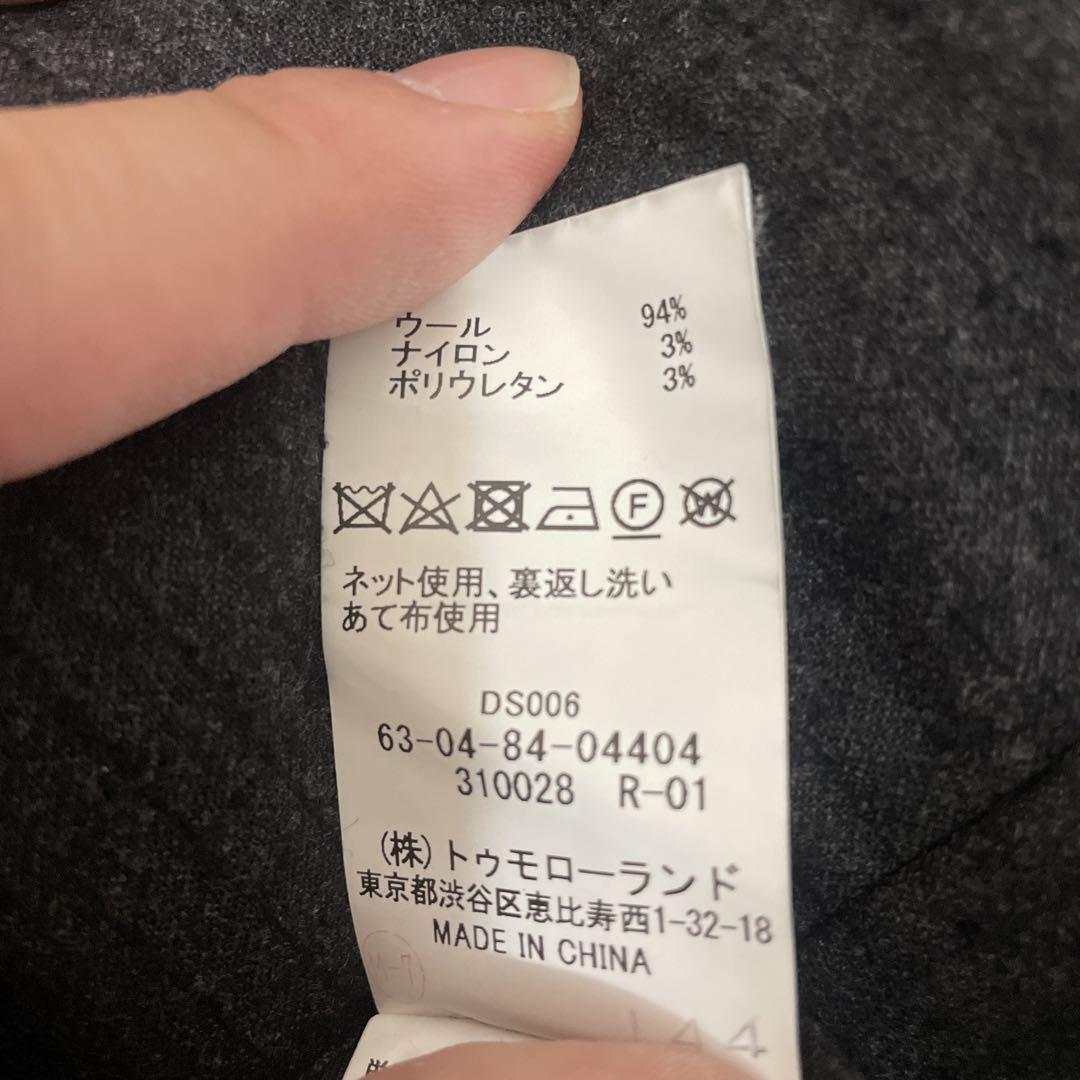 ウール 94%
ナイロン 3%
ポリウレタン 3%
F W
ネット使用、裏返し洗い
あて布使用
DS006
63-04-84-04404
310028 R-01
(株)トゥモローランド
東京都渋谷区恵比寿西1-32-18
MADE IN CHINA